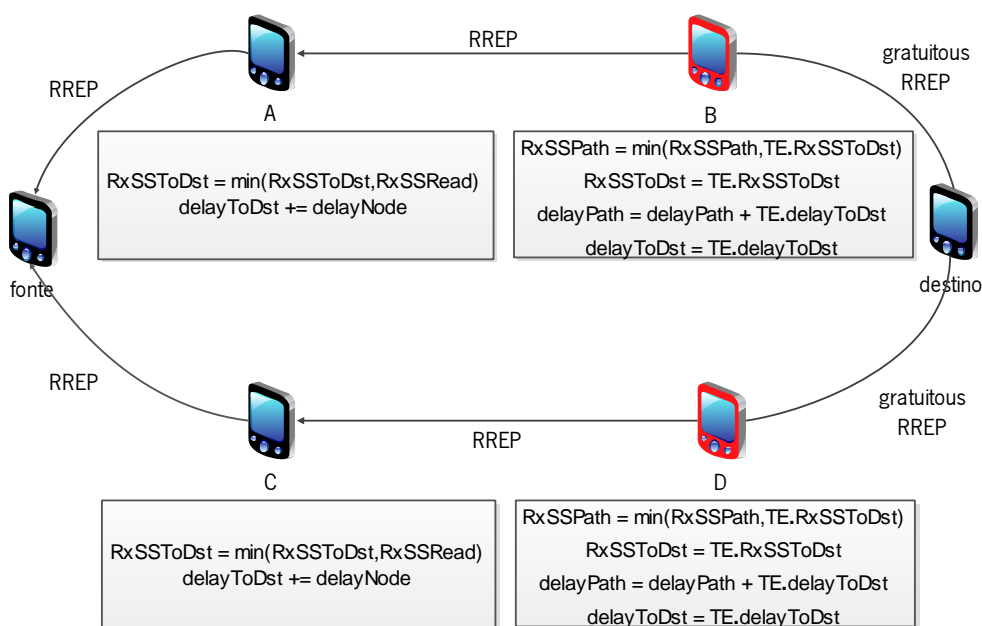 RREP
gratuitous
RREP
RREP
A
B
RxSSToDst = min(RxSSToDst,RxSSRead)
delayToDst += delayNode
RxSSPath = min(RxSSPath,TE.RxSSToDst)
RxSSToDst = TE.RxSSToDst
delayPath = delayPath + TE.delayToDst
delayToDst = TE.delayToDst
fonte
destino
RREP
gratuitous
RREP
RREP
C
D
RxSSToDst = min(RxSSToDst,RxSSRead)
delayToDst += delayNode
RxSSPath = min(RxSSPath,TE.RxSSToDst)
RxSSToDst = TE.RxSSToDst
delayPath = delayPath + TE.delayToDst
delayToDst = TE.delayToDst